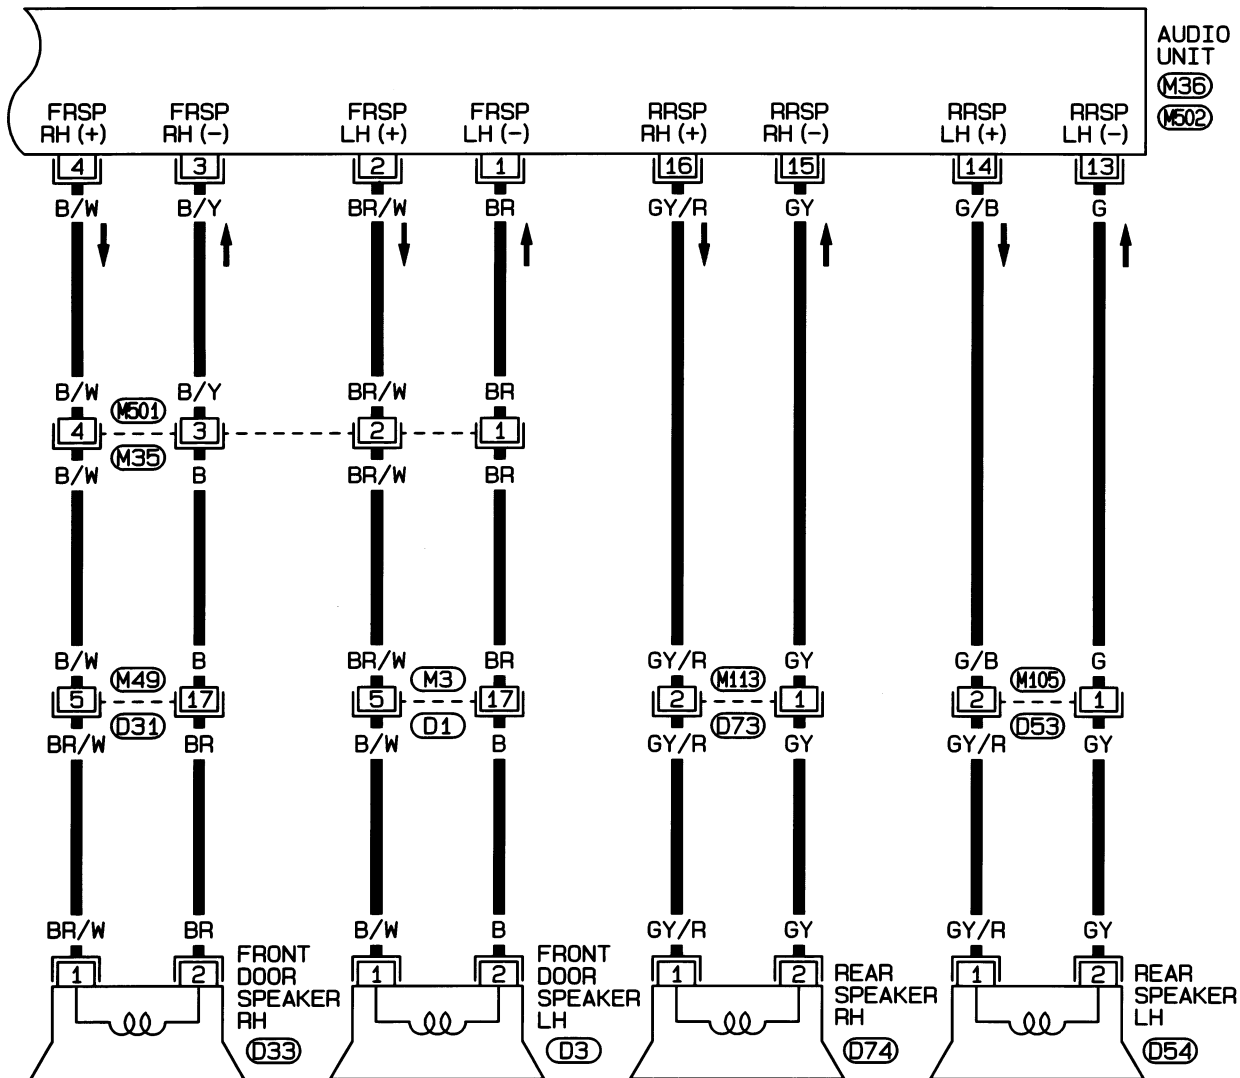 AUDIO
UNIT
M36
M502
FRSP FRSP FRSP FRSP RRSP RRSP RRSP RRSP
RH (+) RH (-) LH (+) LH (-) RH (+) RH (-) LH (+) LH (-)
4 3 2 1 16 15 14 13
B/W B/Y BR/W BR GY/R GY G/B G
B/W B/Y BR/W BR
M501
4 3 2 1
M35
B/W B BR/W BR
B/W B BR/W BR GY/R GY G/B G
M49 M3 M113 M105
5 17 5 17 2 1 2 1
D31 D1 D73 D53
BR/W BR B/W B GY/R GY GY/R GY
BR/W BR B/W B GY/R GY GY/R GY
1 2 1 2 1 2 1 2
FRONT
DOOR
SPEAKER
RH
D33
FRONT
DOOR
SPEAKER
LH
D3
REAR
SPEAKER
RH
D74
REAR
SPEAKER
LH
D54